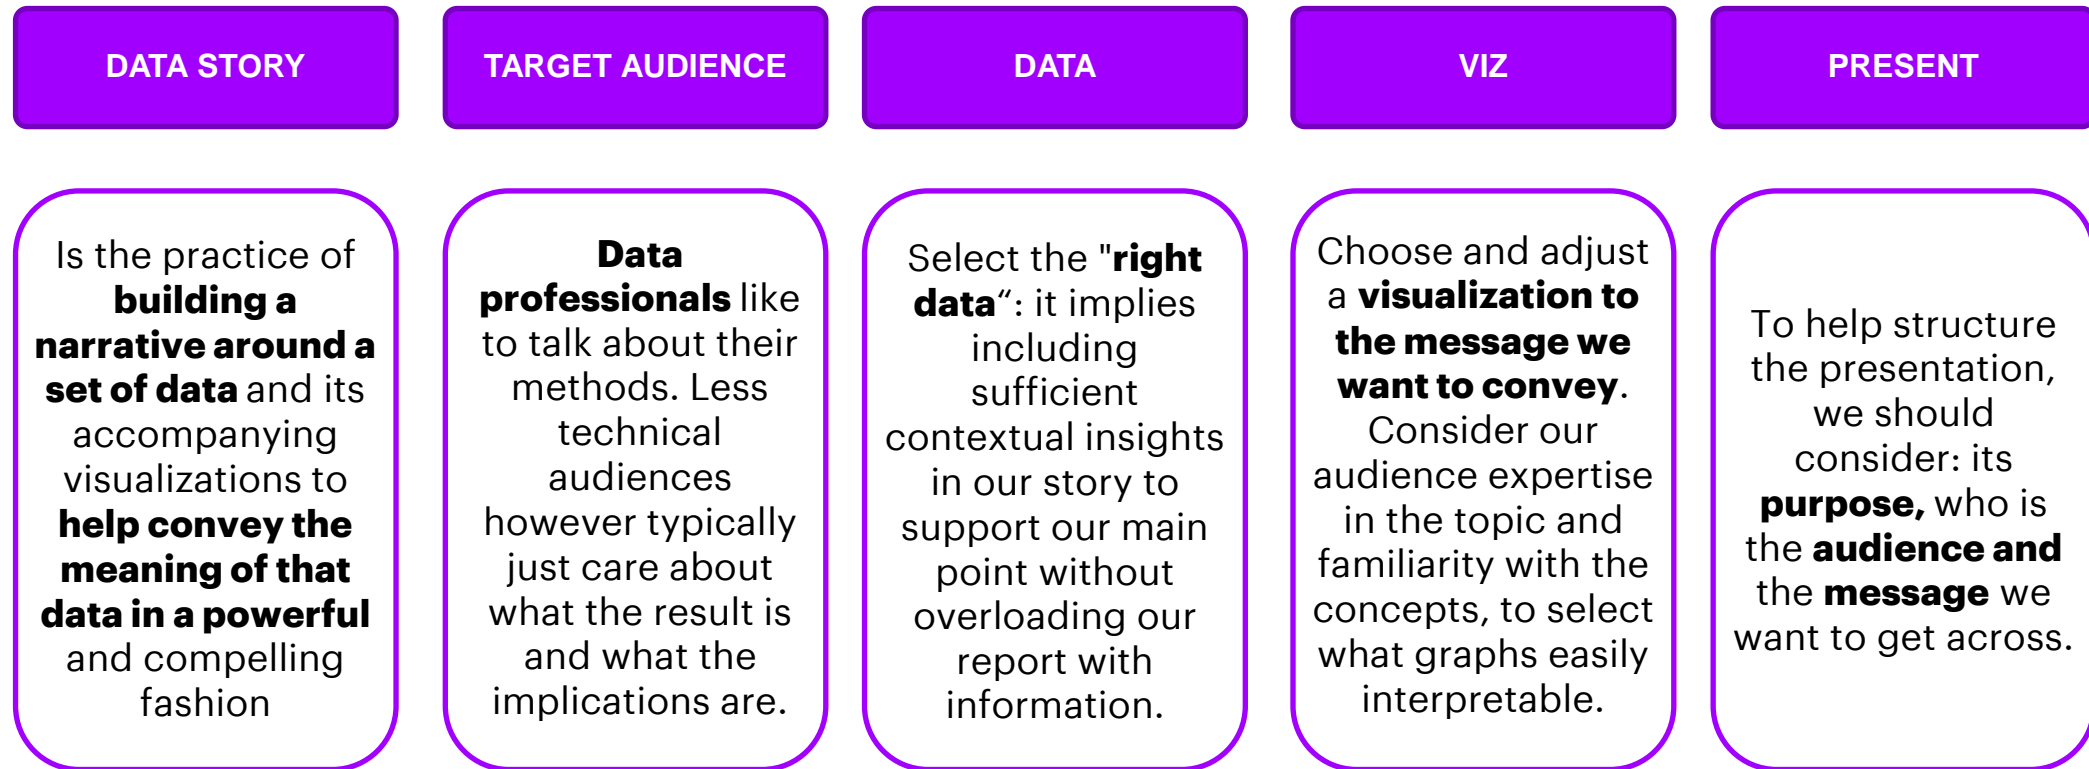 DATA STORY
TARGET AUDIENCE
DATA
VIZ
PRESENT
Is the practice of
building a
narrative around a
set of data and its
accompanying
visualizations to
help convey the
meaning of that
data in a powerful
and compelling
fashion
Data
professionals like
to talk about their
methods. Less
technical
audiences
however typically
just care about
what the result is
and what the
implications are.
Select the "right
data“: it implies
including
sufficient
contextual insights
in our story to
support our main
point without
overloading our
report with
information.
Choose and adjust
a visualization to
the message we
want to convey.
Consider our
audience expertise
in the topic and
familiarity with the
concepts, to select
what graphs easily
interpretable.
To help structure
the presentation,
we should
consider: its
purpose, who is
the audience and
the message we
want to get across.